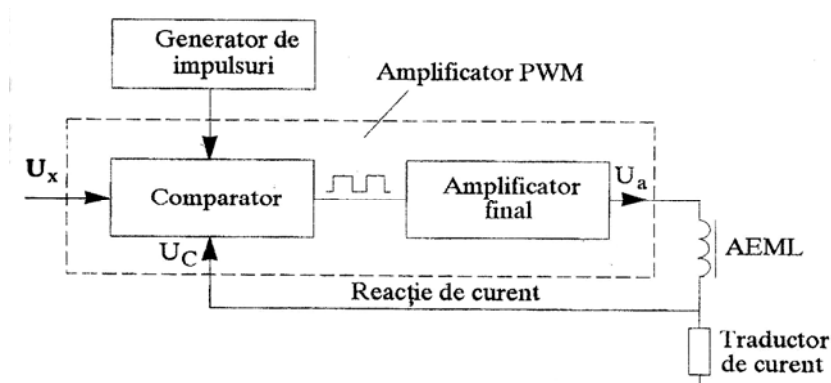 Generator de
impulsuri
Amplificator PWM
Ux
Comparator
Amplificator
final
Ua
UC
AEML
Reacție de curent
Traductor
de curent